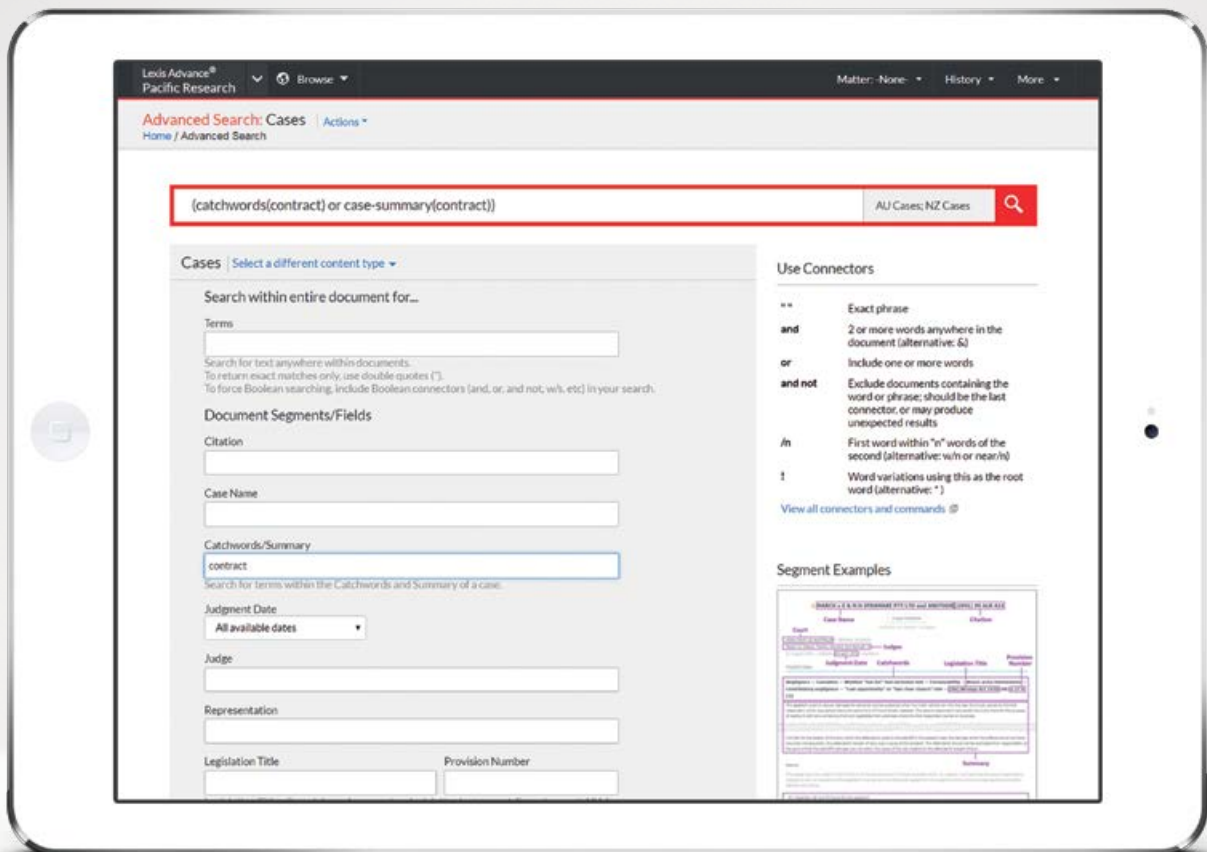 Lexis Advance®
Pacific Research
Browse
Matter: -None-
History
More
Advanced Search: Cases
Actions
Home / Advanced Search
(catchwords(contract) or case-summary(contract))
AU Cases; NZ Cases
Cases
Select a different content type
Search within entire document for...
Terms
Search for text anywhere within documents.
To return exact matches only, use double quotes (").
To force Boolean searching, include Boolean connectors (and, or, and not, w/s, etc) in your search.
Document Segments/Fields
Citation
Case Name
Catchwords/Summary
contract
Search for terms within the Catchwords and Summary of a case.
Judgment Date
All available dates
Judge
Representation
Legislation Title
Provision Number
Use Connectors
" " Exact phrase
and 2 or more words anywhere in the
document (alternative: &)
or Include one or more words
and not Exclude documents containing the
word or phrase; should be the last
connector, or may produce
unexpected results
/n First word within "n" words of the
second (alternative: w/n or near/n)
! Word variations using this as the root
word (alternative: * )
View all connectors and commands
Segment Examples
Case Name
Citation
Court
Judges
Judgment Date
Catchwords
Legislation Title
Provision
Number
Summary